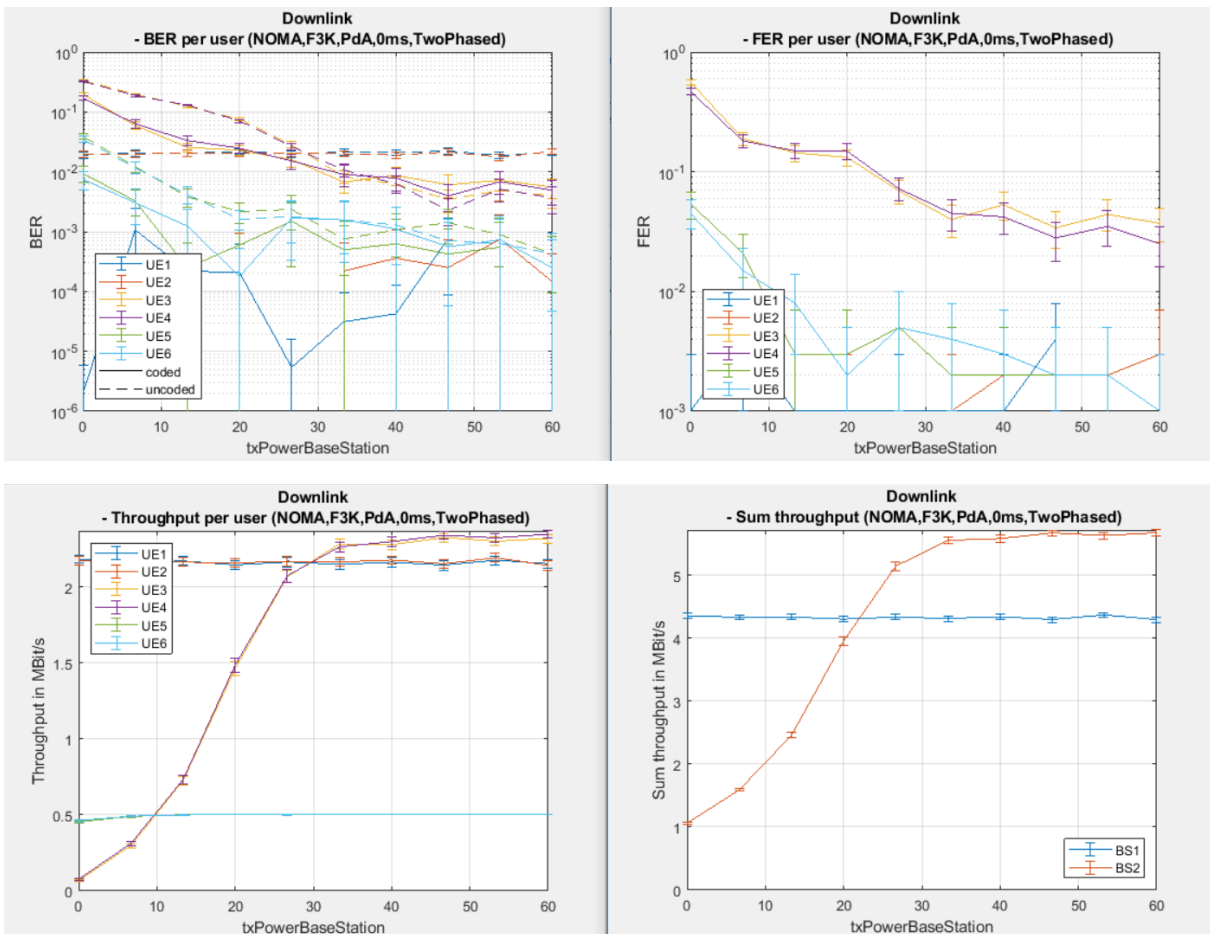 Downlink
- BER per user (NOMA,F3K,PdA,0ms,TwoPhased)
10^0
10^-1
10^-2
10^-3
10^-4
10^-5
10^-6
BER
UE1
UE2
UE3
UE4
UE5
UE6
coded
uncoded
0 10 20 30 40 50 60
txPowerBaseStation
Downlink
- FER per user (NOMA,F3K,PdA,0ms,TwoPhased)
10^0
10^-1
10^-2
10^-3
FER
UE1
UE2
UE3
UE4
UE5
UE6
0 10 20 30 40 50 60
txPowerBaseStation
Downlink
- Throughput per user (NOMA,F3K,PdA,0ms,TwoPhased)
2
1.5
1
0.5
0
Throughput in MBit/s
UE1
UE2
UE3
UE4
UE5
UE6
0 10 20 30 40 50 60
txPowerBaseStation
Downlink
- Sum throughput (NOMA,F3K,PdA,0ms,TwoPhased)
5
4
3
2
1
0
Sum throughput in MBit/s
BS1
BS2
0 10 20 30 40 50 60
txPowerBaseStation